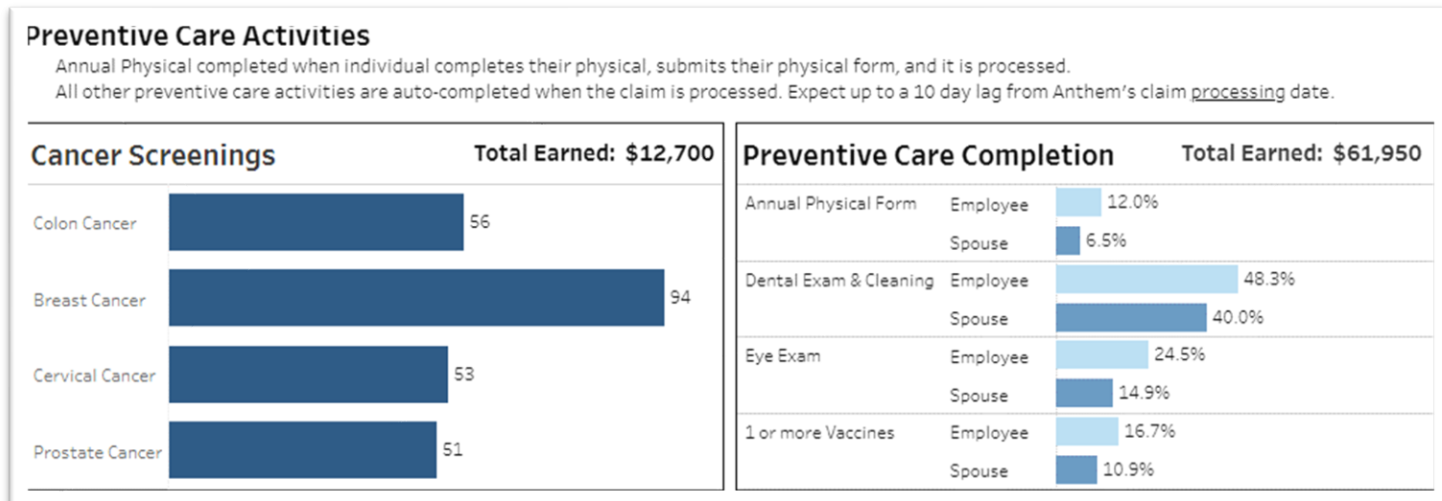 Preventive Care Activities
Annual Physical completed when individual completes their physical, submits their physical form, and it is processed.
All other preventive care activities are auto-completed when the claim is processed. Expect up to a 10 day lag from Anthem's claim processing date.
Cancer Screenings Total Earned: $12,700
Colon Cancer 56
Breast Cancer 94
Cervical Cancer 53
Prostate Cancer 51
Preventive Care Completion Total Earned: $61,950
Annual Physical Form Employee 12.0%
Spouse 6.5%
Dental Exam & Cleaning Employee 48.3%
Spouse 40.0%
Eye Exam Employee 24.5%
Spouse 14.9%
1 or more Vaccines Employee 16.7%
Spouse 10.9%